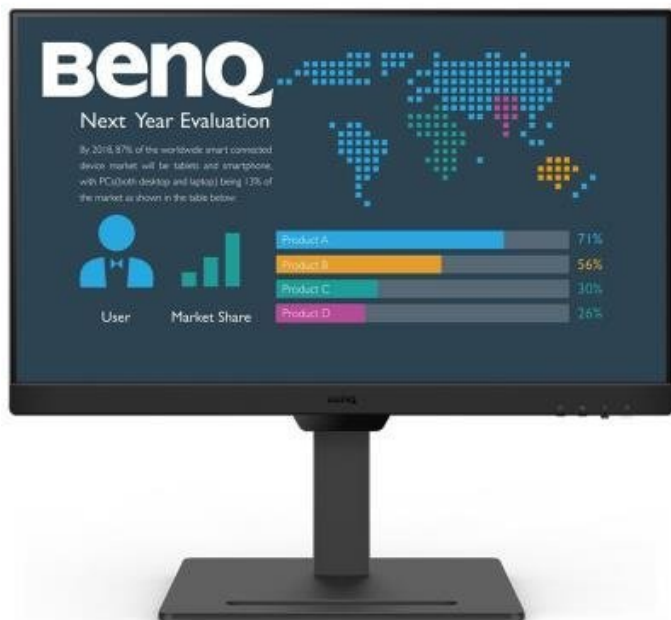 BenQ
Next Year Evaluation
By 2018, 87% of the worldwide smart connected
device market will be tablets and smartphone,
with PCs(both desktop and laptop) being 13% of
the market as shown in the table below:
Product A 71%
Product B 56%
Product C 30%
Product D 26%
User Market Share
BenQ